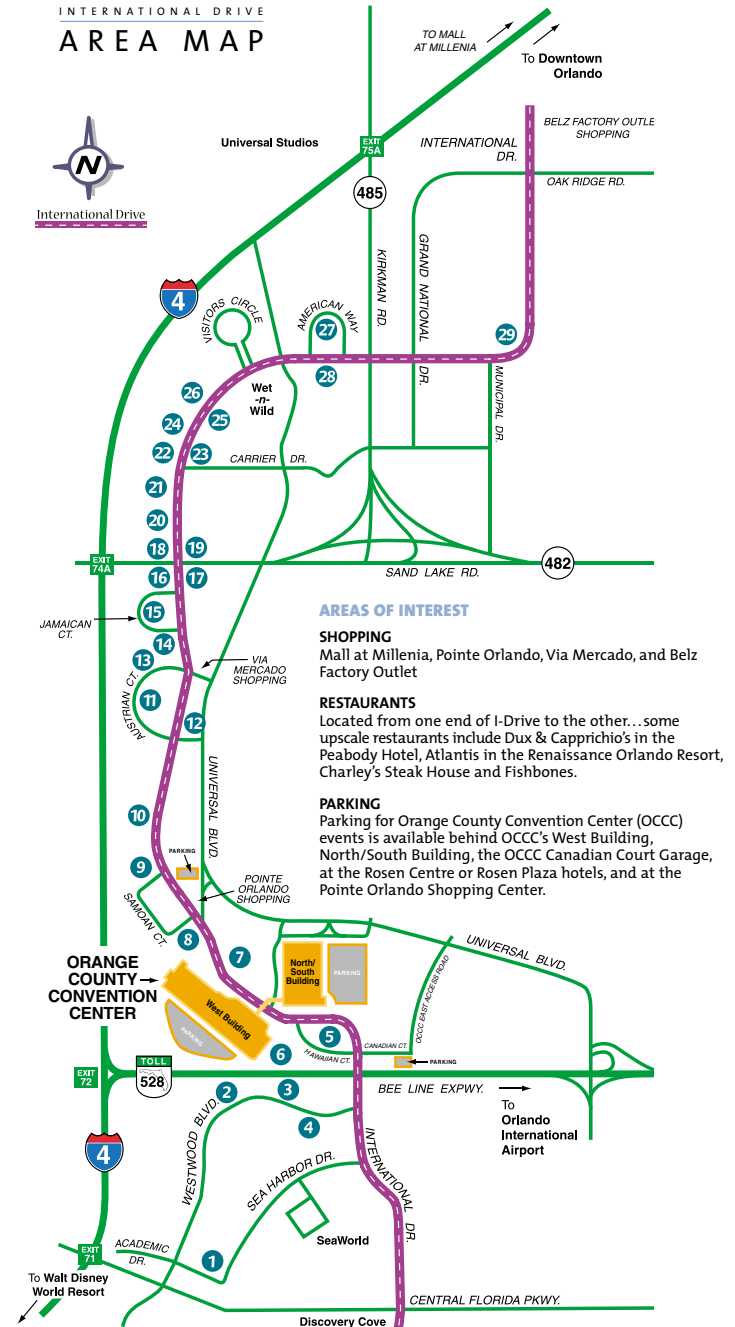 INTERNATIONAL DRIVE
AREA MAP
TO MALL
AT MILLENIA
To Downtown
Orlando
N
International Drive
Universal Studios
EXIT
75A
INTERNATIONAL
DR.
BELZ FACTORY OUTLE
SHOPPING
485
OAK RIDGE RD.
4
VISITORS CIRCLE
AMERICAN WAY
KIRKMAN RD.
GRAND NATIONAL
DR.
27
29
28
MUNICIPAL DR.
Wet
-n-
Wild
26
25
24
22
23
CARRIER DR.
21
20
18
19
EXIT
74A
482
SAND LAKE RD.
16
17
15
JAMAICAN
CT.
14
13
VIA
MERCADO
SHOPPING
AUSTRIAN CT.
11
12
UNIVERSAL BLVD.
AREAS OF INTEREST
SHOPPING
Mall at Millenia, Pointe Orlando, Via Mercado, and Belz
Factory Outlet
RESTAURANTS
Located from one end of I-Drive to the other...some
upscale restaurants include Dux & Capprichio's in the
Peabody Hotel, Atlantis in the Renaissance Orlando Resort,
Charley's Steak House and Fishbones.
PARKING
Parking for Orange County Convention Center (OCCC)
events is available behind OCCC's West Building,
North/South Building, the OCCC Canadian Court Garage,
at the Rosen Centre or Rosen Plaza hotels, and at the
Pointe Orlando Shopping Center.
10
PARKING
9
POINTE
ORLANDO
SHOPPING
SAMOAN CT.
8
7
ORANGE
COUNTY
CONVENTION
CENTER
North/
South
Building
PARKING
UNIVERSAL BLVD.
OCCC EAST ACCESS ROAD
West Building
PARKING
5
HAWAIIAN CT.
CANADIAN CT.
PARKING
6
TOLL
528
EXIT
72
BEE LINE EXPWY.
To
Orlando
International
Airport
2
3
4
WESTWOOD BLVD.
4
INTERNATIONAL DR.
SEA HARBOR DR.
SeaWorld
EXIT
71
ACADEMIC
DR.
1
To Walt Disney
World Resort
CENTRAL FLORIDA PKWY.
Discovery Cove